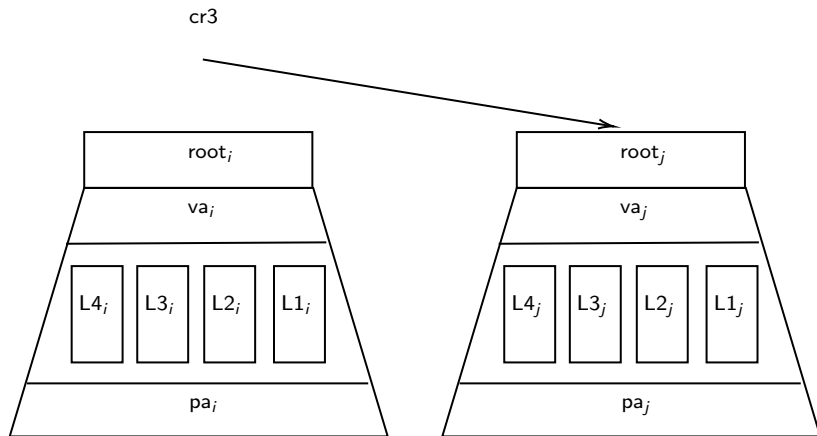 cr3
root_i root_j
va_i va_j
L4_i L3_i L2_i L1_i L4_j L3_j L2_j L1_j
pa_i pa_j